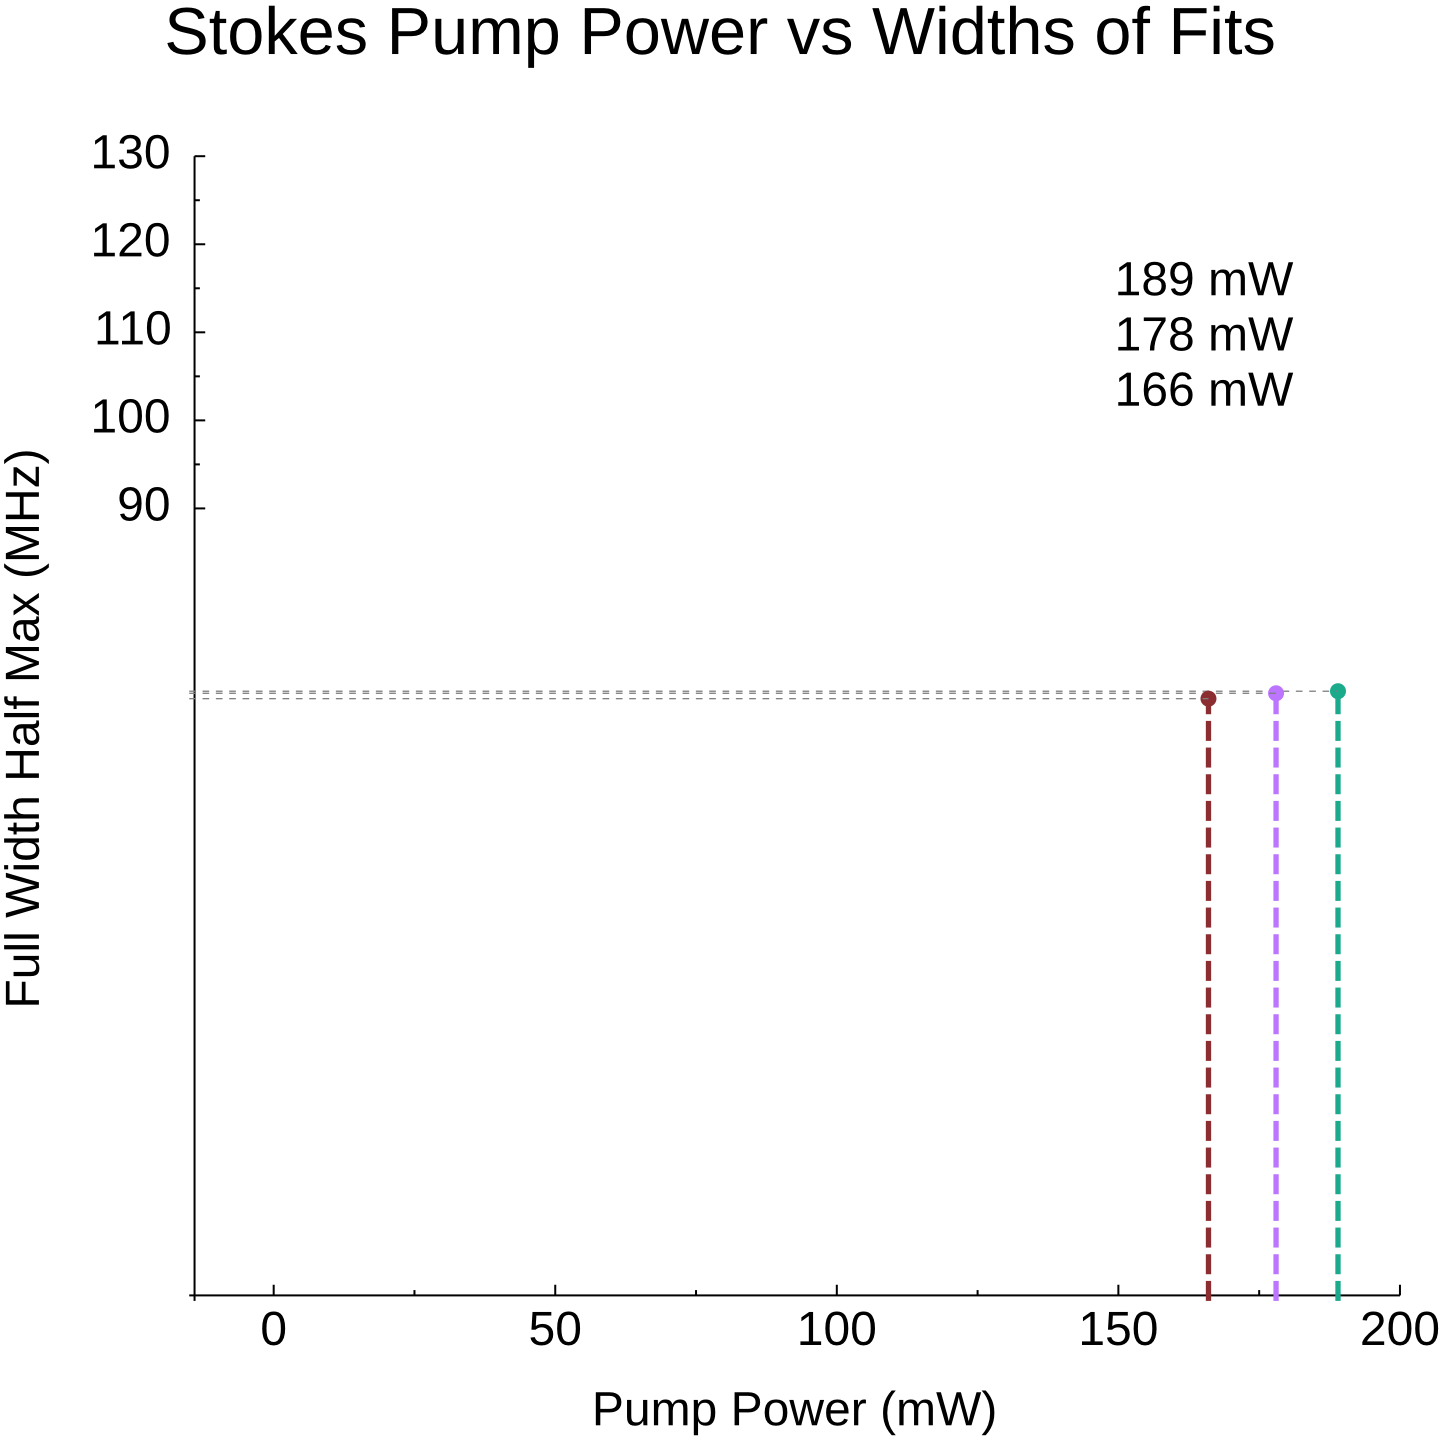 Stokes Pump Power vs Widths of Fits
130
120
110
100
90
189 mW
178 mW
166 mW
Full Width Half Max (MHz)
0
50
100
150
200
Pump Power (mW)